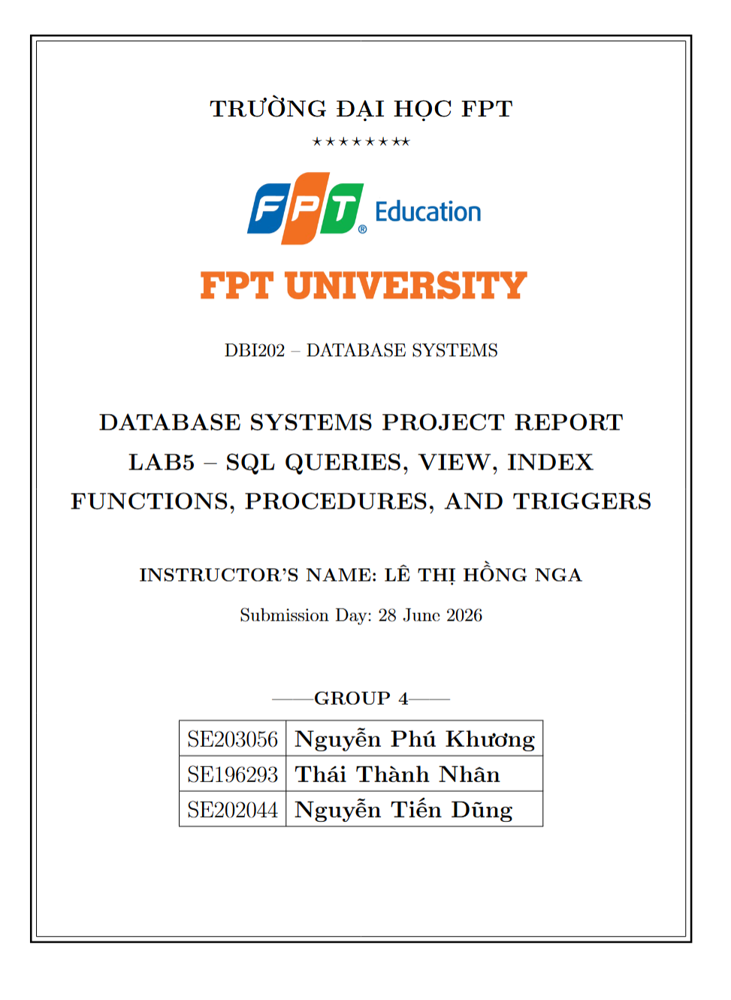 TRƯỜNG ĐẠI HỌC FPT
⋆⋆⋆⋆⋆⋆⋆⋆
FPT® Education
FPT UNIVERSITY
DBI202 – DATABASE SYSTEMS
DATABASE SYSTEMS PROJECT REPORT
LAB5 – SQL QUERIES, VIEW, INDEX
FUNCTIONS, PROCEDURES, AND TRIGGERS
INSTRUCTOR'S NAME: LÊ THỊ HỒNG NGA
Submission Day: 28 June 2026
——GROUP 4——
SE203056 Nguyễn Phú Khương
SE196293 Thái Thành Nhân
SE202044 Nguyễn Tiến Dũng